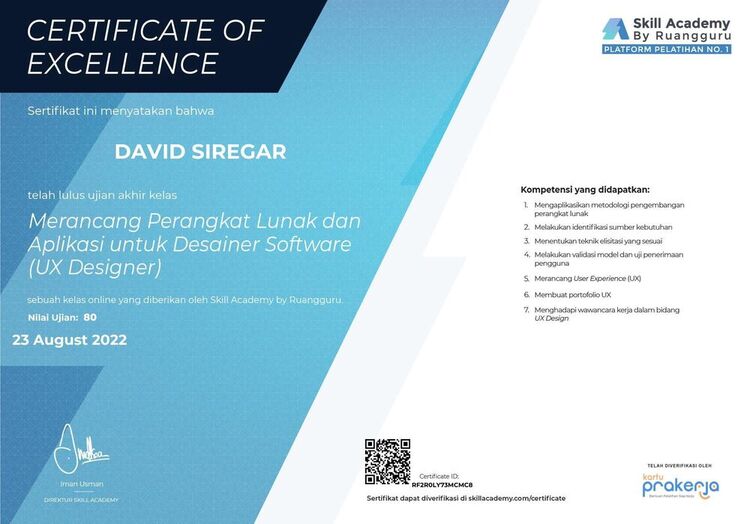 CERTIFICATE OF
EXCELLENCE
Skill Academy
By Ruangguru
PLATFORM PELATIHAN NO. 1
Sertifikat ini menyatakan bahwa
DAVID SIREGAR
telah lulus ujian akhir kelas
Merancang Perangkat Lunak dan
Aplikasi untuk Desainer Software
(UX Designer)
sebuah kelas online yang diberikan oleh Skill Academy by Ruangguru.
Nilai Ujian: 80
23 August 2022
Kompetensi yang didapatkan:
1. Mengaplikasikan metodologi pengembangan
perangkat lunak
2. Melakukan identifikasi sumber kebutuhan
3. Menentukan teknik elisitasi yang sesuai
4. Melakukan validasi model dan uji penerimaan
pengguna
5. Merancang User Experience (UX)
6. Membuat portofolio UX
7. Menghadapi wawancara kerja dalam bidang
UX Design
Iman Usman
DIREKTUR SKILL ACADEMY
Certificate ID:
RF2R0LY73MCMC8
Sertifikat dapat diverifikasi di skillacademy.com/certificate
TELAH DIVERIFIKASI OLEH
kartu
prakerja